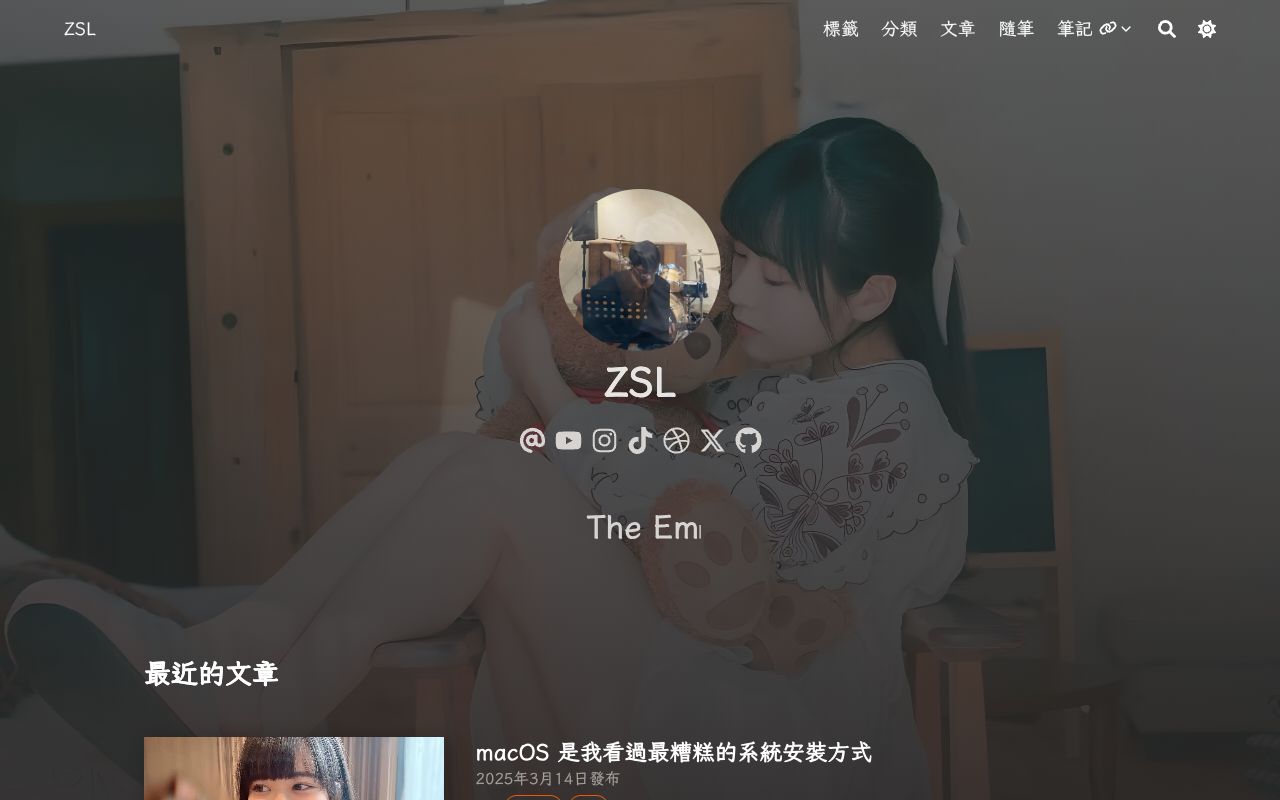 ZSL
標籤 分類 文章 隨筆 筆記
ZSL
The Em
最近的文章
macOS 是我看過最糟糕的系統安裝方式
2025年3月14日發布